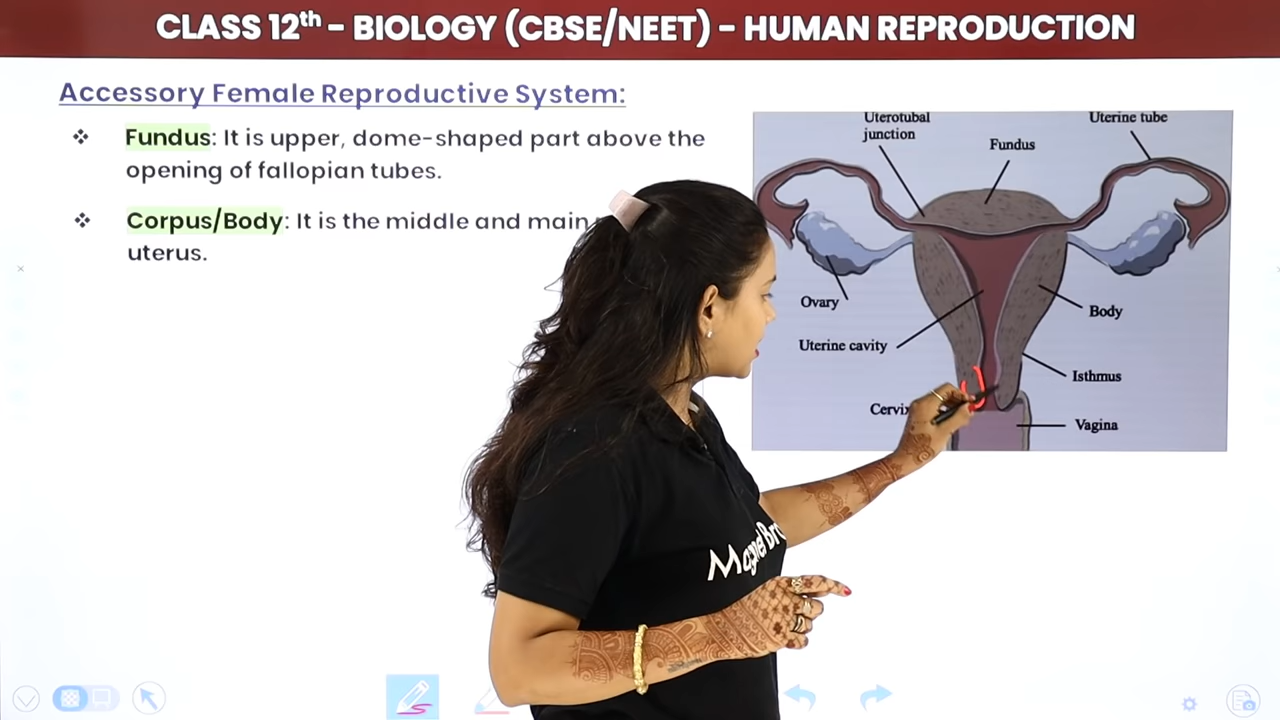 CLASS 12th - BIOLOGY (CBSE/NEET) - HUMAN REPRODUCTION
Accessory Female Reproductive System:
❖ Fundus: It is upper, dome-shaped part above the
opening of fallopian tubes.
❖ Corpus/Body: It is the middle and main
uterus.
Uterotubal
junction
Fundus
Uterine tube
Ovary
Body
Uterine cavity
Isthmus
Vagina